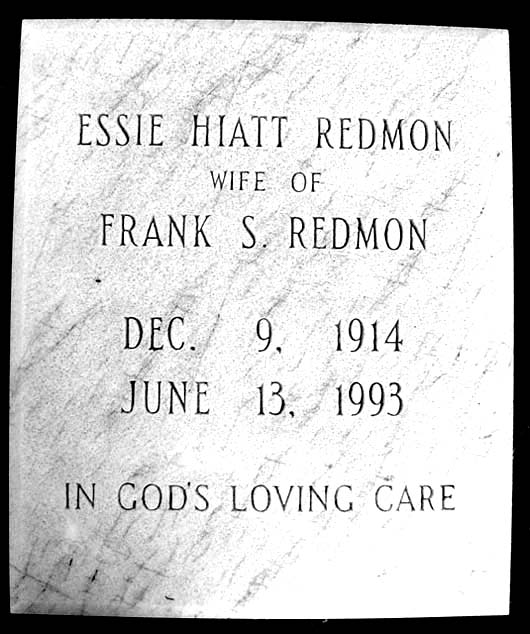 ESSIE HIATT REDMON
WIFE OF
FRANK S. REDMON
DEC. 9, 1914
JUNE 13, 1993
IN GOD'S LOVING CARE